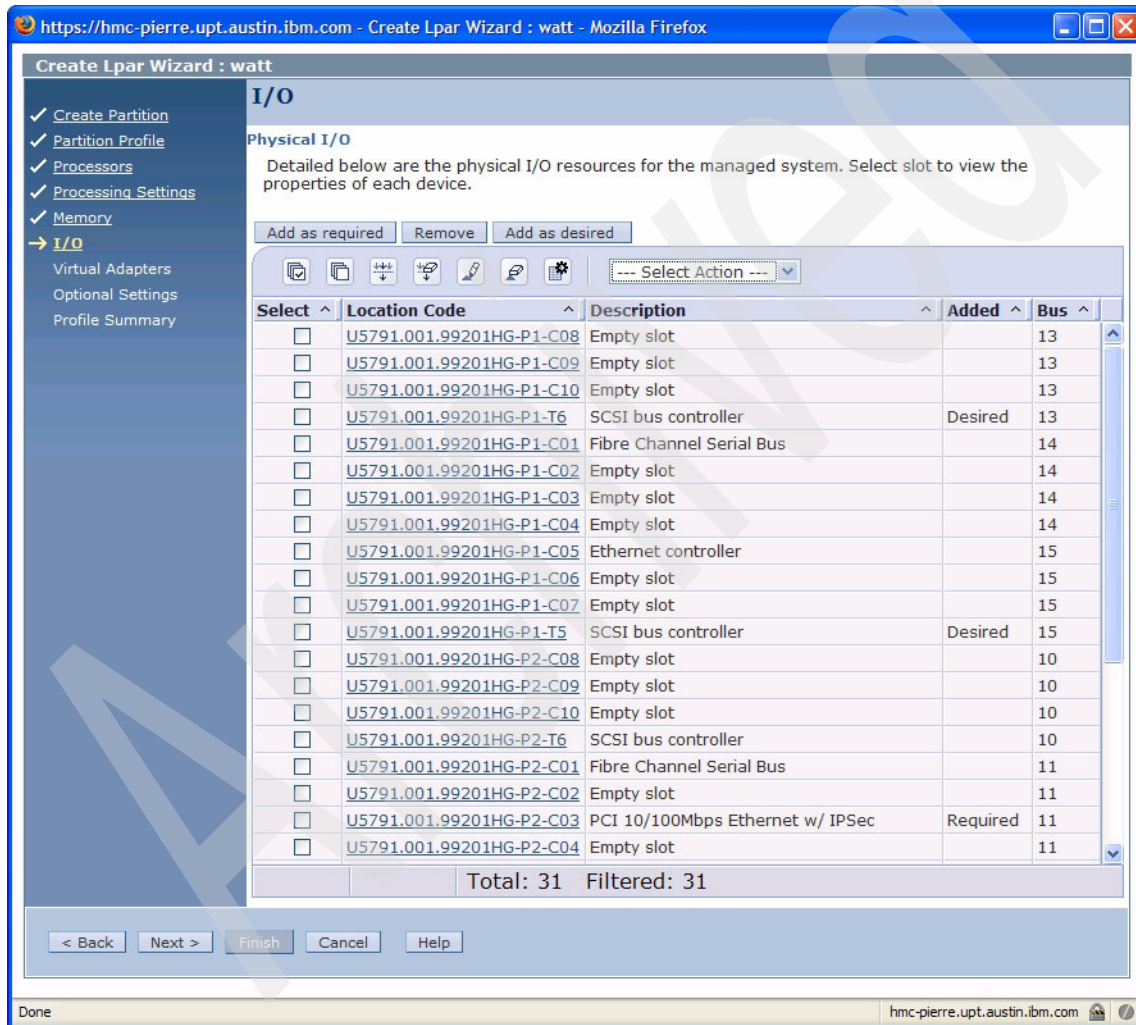 https://hmc-pierre.upt.austin.ibm.com - Create Lpar Wizard : watt - Mozilla Firefox
Create Lpar Wizard : watt
Create Partition
Partition Profile
Processors
Processing Settings
Memory
I/O
Virtual Adapters
Optional Settings
Profile Summary
I/O
Physical I/O
Detailed below are the physical I/O resources for the managed system. Select slot to view the
properties of each device.
Add as required Remove Add as desired
--- Select Action ---
Select Location Code Description Added Bus
U5791.001.99201HG-P1-C08 Empty slot 13
U5791.001.99201HG-P1-C09 Empty slot 13
U5791.001.99201HG-P1-C10 Empty slot 13
U5791.001.99201HG-P1-T6 SCSI bus controller Desired 13
U5791.001.99201HG-P1-C01 Fibre Channel Serial Bus 14
U5791.001.99201HG-P1-C02 Empty slot 14
U5791.001.99201HG-P1-C03 Empty slot 14
U5791.001.99201HG-P1-C04 Empty slot 14
U5791.001.99201HG-P1-C05 Ethernet controller 15
U5791.001.99201HG-P1-C06 Empty slot 15
U5791.001.99201HG-P1-C07 Empty slot 15
U5791.001.99201HG-P1-T5 SCSI bus controller Desired 15
U5791.001.99201HG-P2-C08 Empty slot 10
U5791.001.99201HG-P2-C09 Empty slot 10
U5791.001.99201HG-P2-C10 Empty slot 10
U5791.001.99201HG-P2-T6 SCSI bus controller 10
U5791.001.99201HG-P2-C01 Fibre Channel Serial Bus 11
U5791.001.99201HG-P2-C02 Empty slot 11
U5791.001.99201HG-P2-C03 PCI 10/100Mbps Ethernet w/ IPSec Required 11
U5791.001.99201HG-P2-C04 Empty slot 11
Total: 31 Filtered: 31
< Back Next > Finish Cancel Help
Done hmc-pierre.upt.austin.ibm.com
Archived